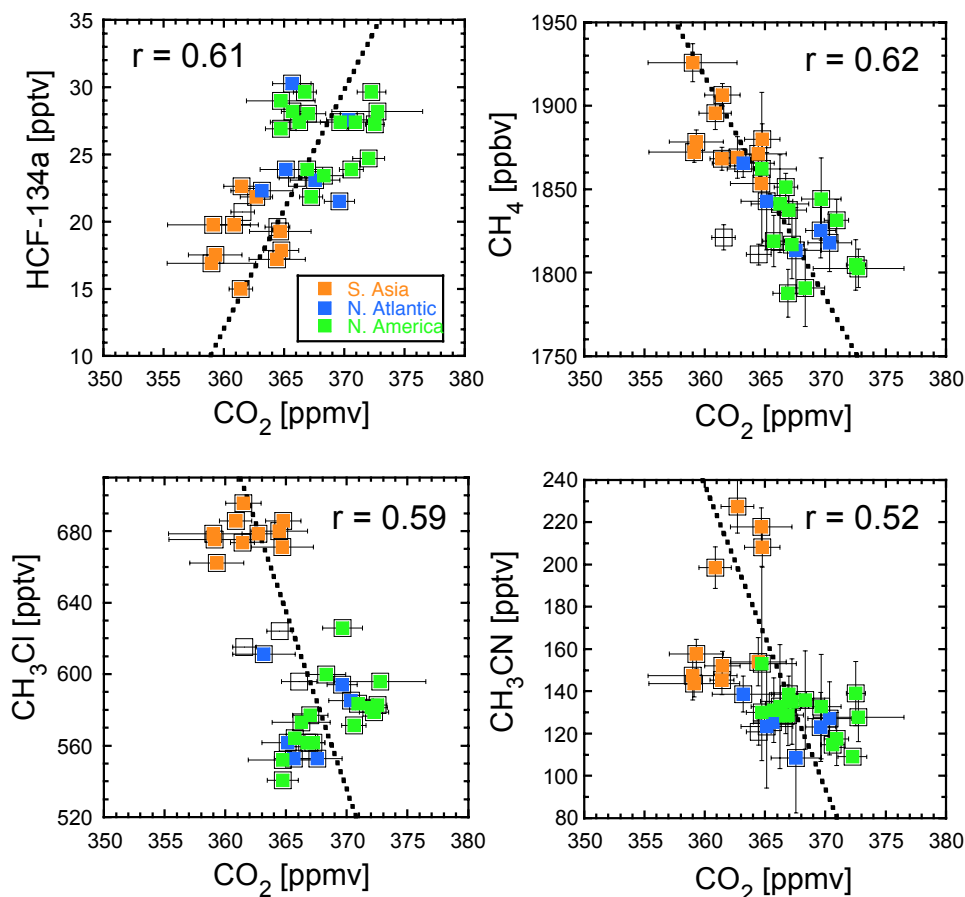 35
30
25
20
15
10
HCF-134a [pptv]
r = 0.61
S. Asia
N. Atlantic
N. America
350 355 360 365 370 375 380
CO2 [ppmv]
1950
1900
1850
1800
1750
CH4 [ppbv]
r = 0.62
350 355 360 365 370 375 380
CO2 [ppmv]
680
640
600
560
520
CH3Cl [pptv]
r = 0.59
350 355 360 365 370 375 380
CO2 [ppmv]
240
220
200
180
160
140
120
100
80
CH3CN [pptv]
r = 0.52
350 355 360 365 370 375 380
CO2 [ppmv]